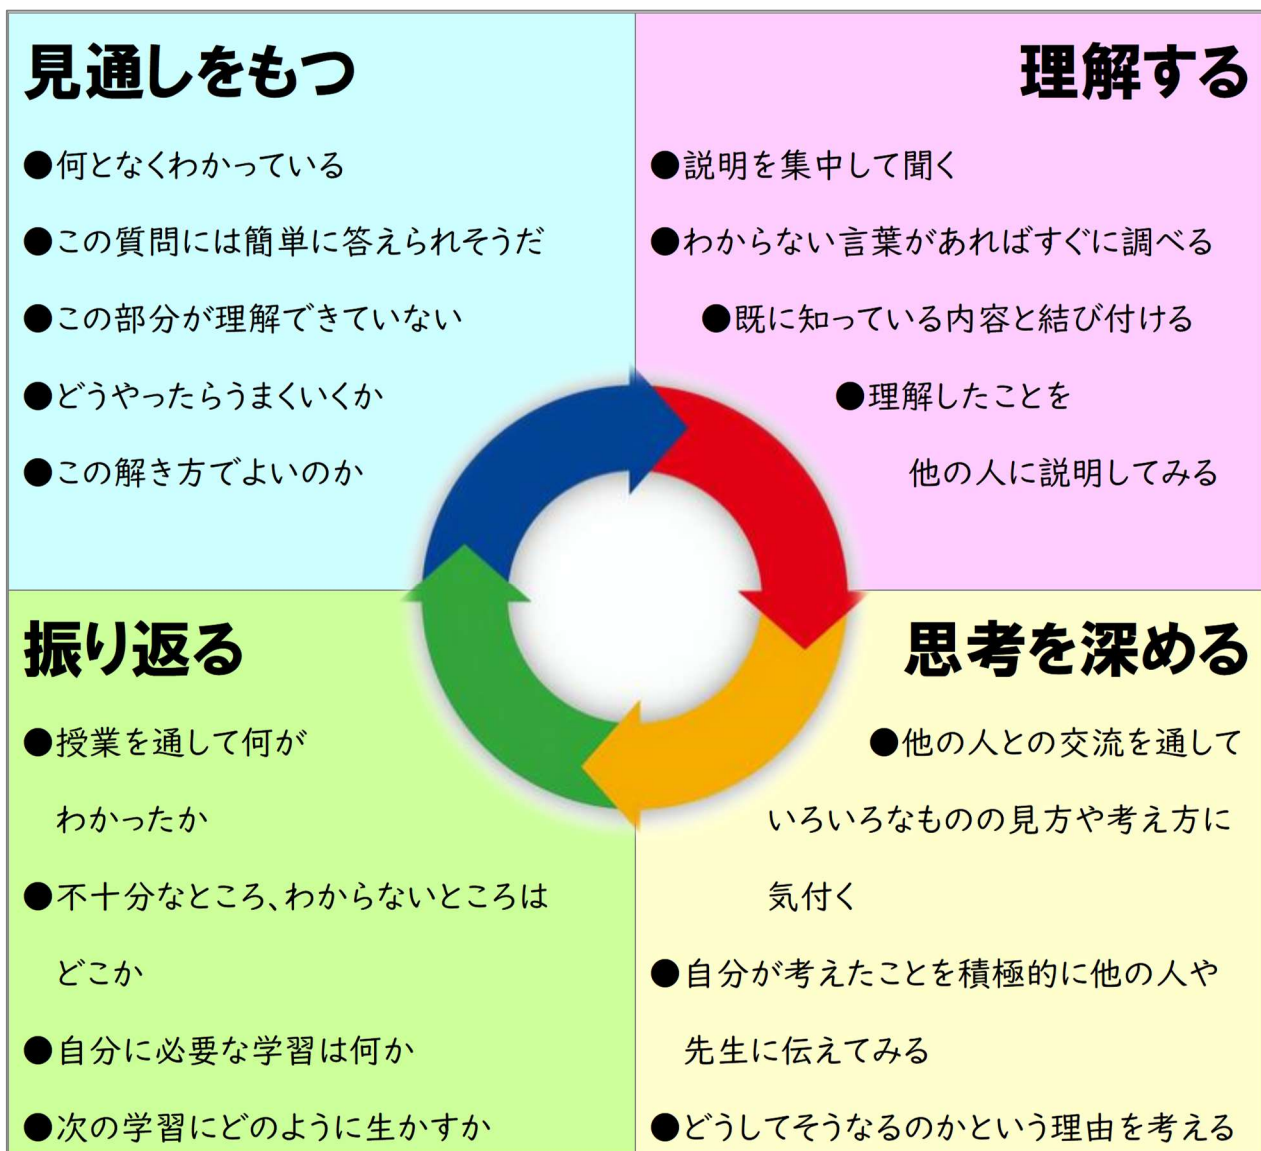 見通しをもつ
●何となくわかっている
●この質問には簡単に答えられそうだ
●この部分が理解できていない
●どうやったらうまくいくか
●この解き方でよいのか
理解する
●説明を集中して聞く
●わからない言葉があればすぐに調べる
●既に知っている内容と結び付ける
●理解したことを
他の人に説明してみる
振り返る
●授業を通して何が
わかったか
●不十分なところ、わからないところは
どこか
●自分に必要な学習は何か
●次の学習にどのように生かすか
思考を深める
●他の人との交流を通して
いろいろなものの見方や考え方に
気付く
●自分が考えたことを積極的に他の人や
先生に伝えてみる
●どうしてそうなるのかという理由を考える